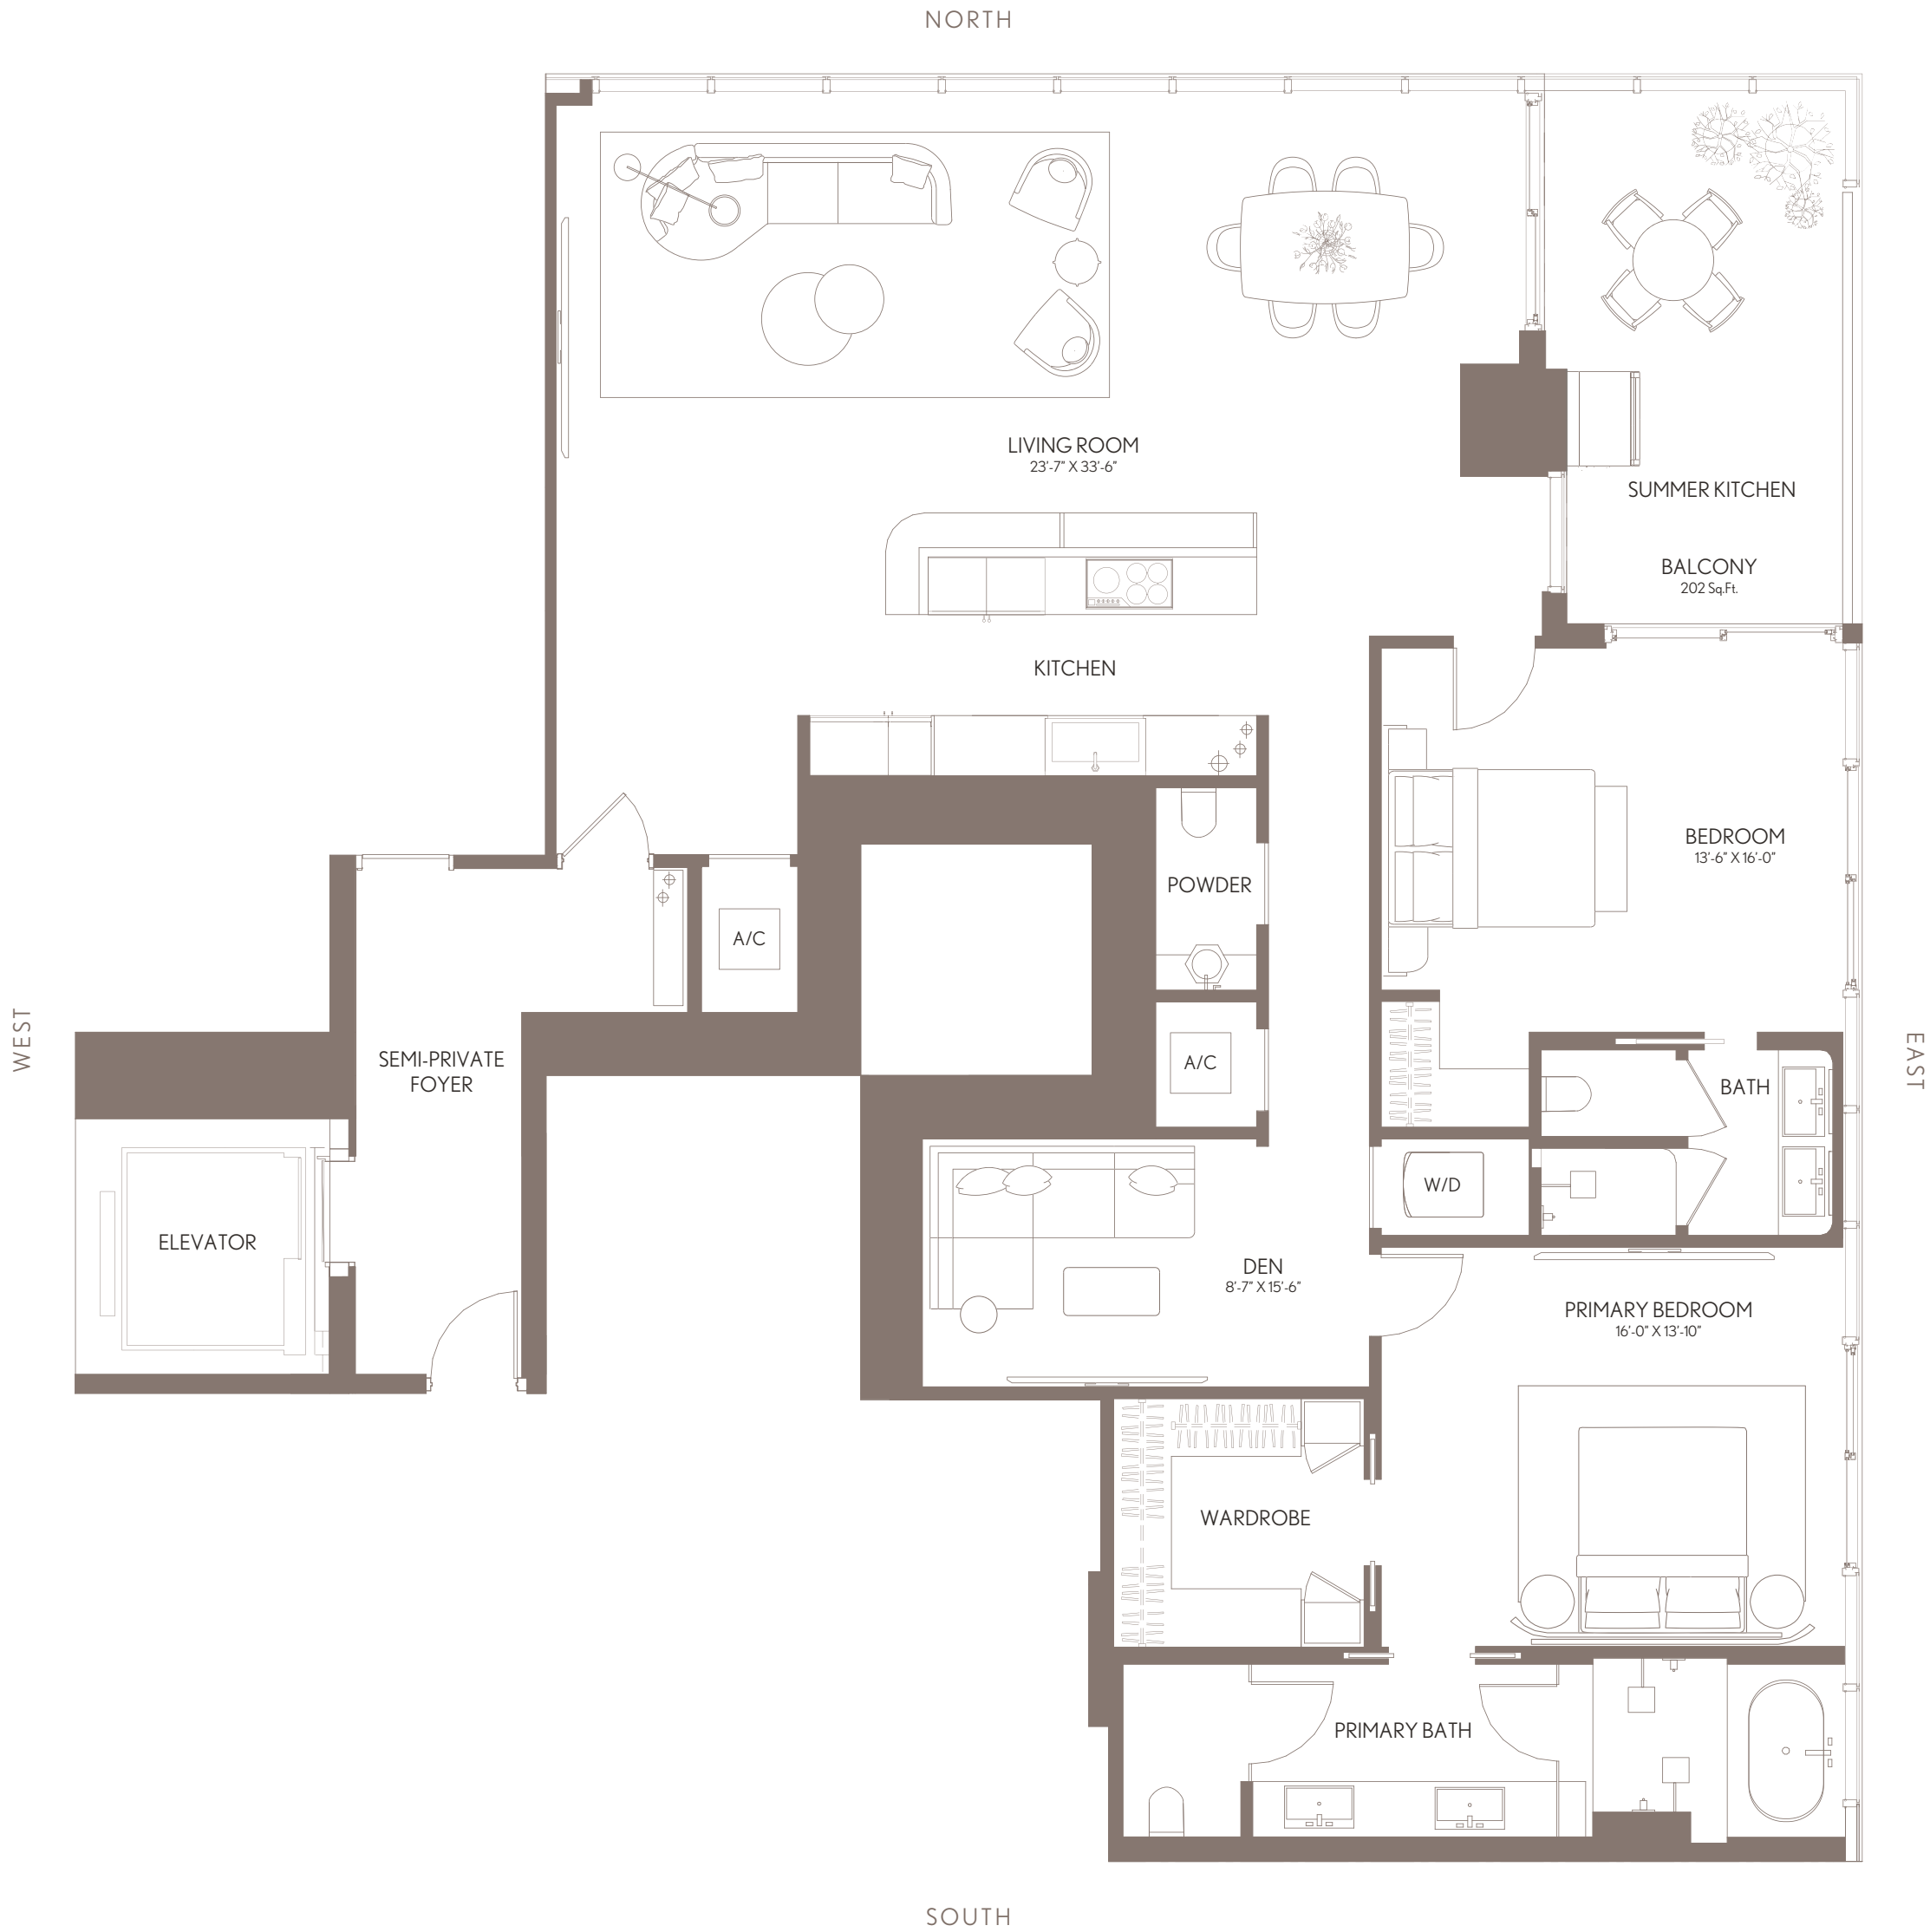 NORTH
LIVING ROOM
23'-7" X 33'-6"
SUMMER KITCHEN
BALCONY
202 Sq.Ft.
KITCHEN
BEDROOM
13'-6" X 16'-0"
POWDER
A/C
WEST
SEMI-PRIVATE
FOYER
A/C
BATH
EAST
W/D
ELEVATOR
DEN
8'-7" X 15'-6"
PRIMARY BEDROOM
16'-0" X 13'-10"
WARDROBE
PRIMARY BATH
SOUTH